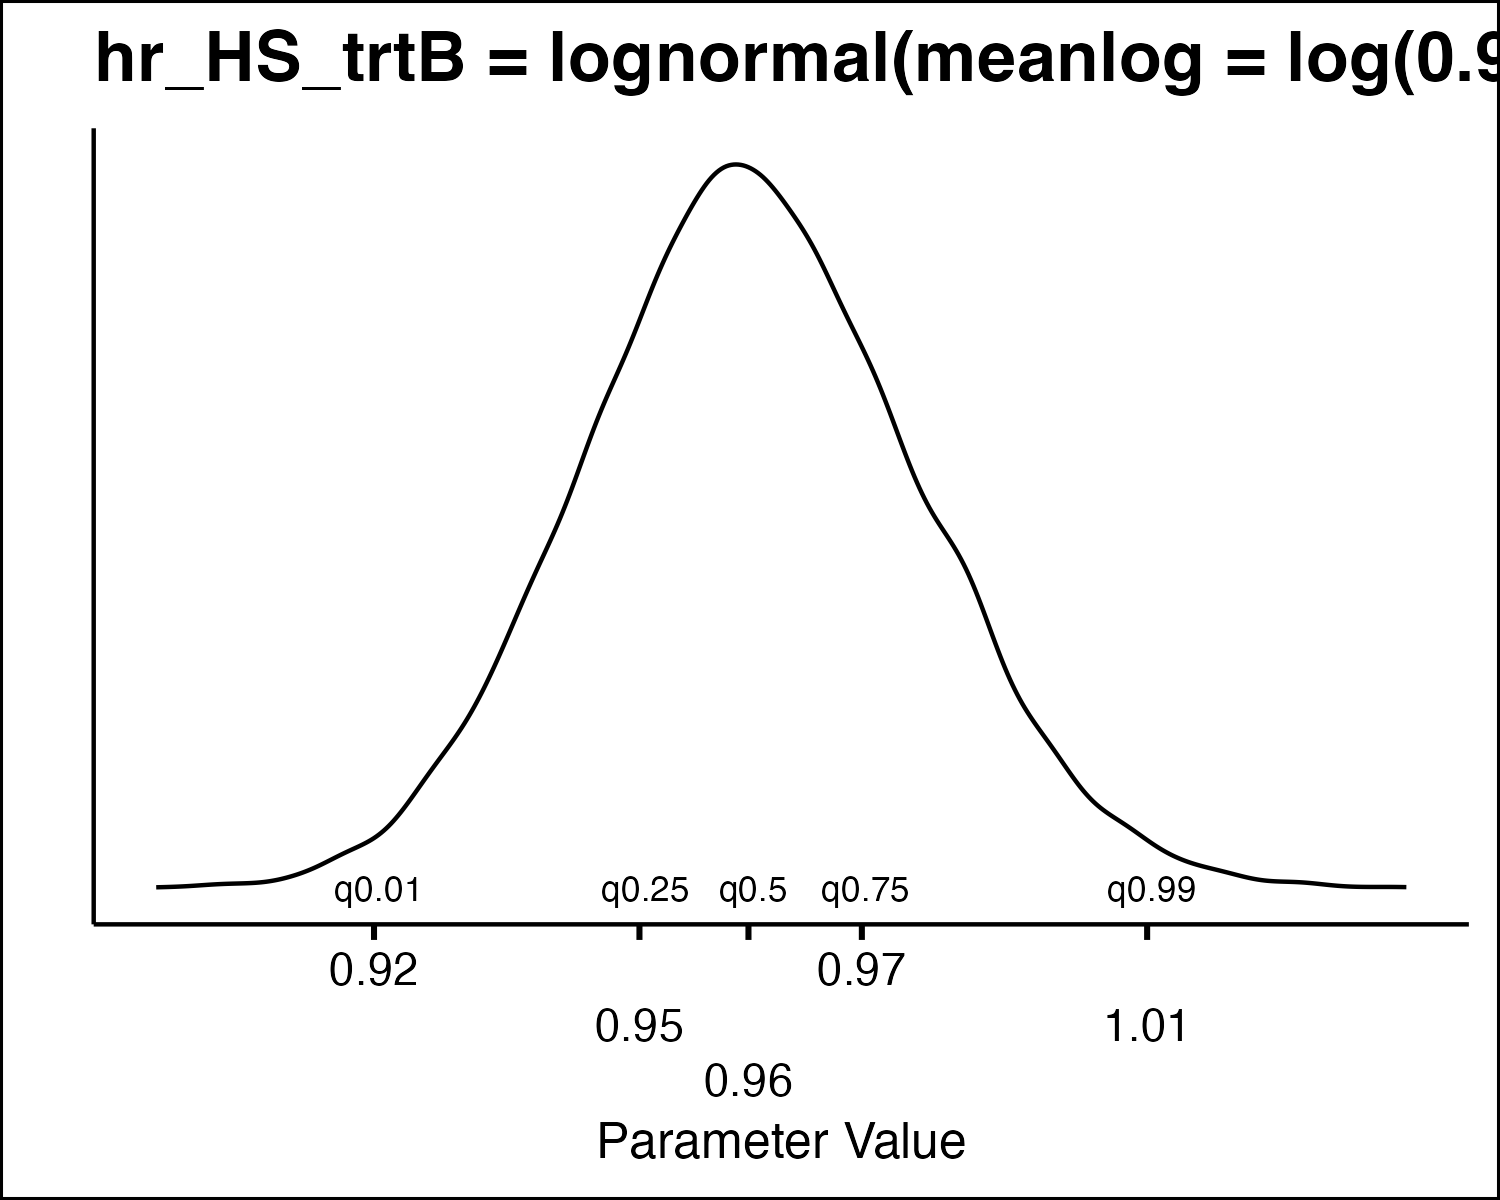 hr_HS_trtB = lognormal(meanlog = log(0.9
q0.01 q0.25 q0.5 q0.75 q0.99
0.92 0.97
0.95 1.01
0.96
Parameter Value